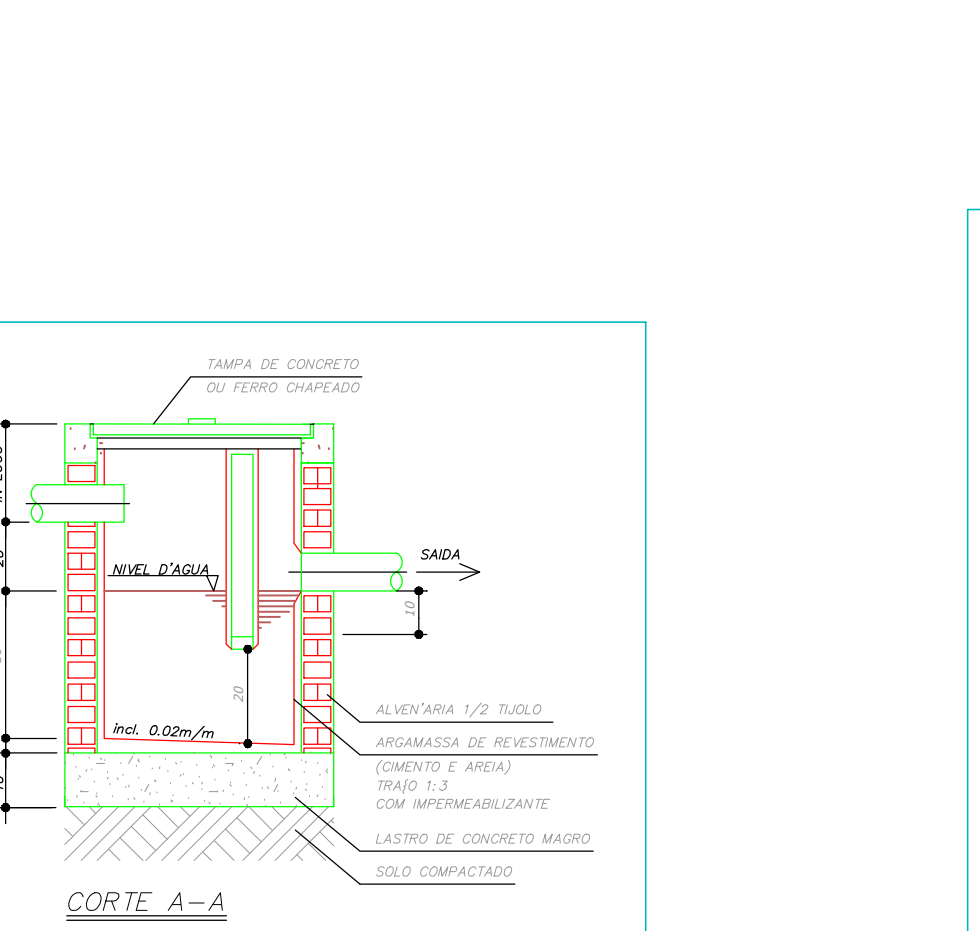 TAMPA DE CONCRETO
OU FERRO CHAPEADO
SAIDA
NIVEL D'AGUA
10
20
incl. 0.02m/m
ALVEN'ARIA 1/2 TIJOLO
ARGAMASSA DE REVESTIMENTO
(CIMENTO E AREIA)
TRA{O 1:3
COM IMPERMEABILIZANTE
LASTRO DE CONCRETO MAGRO
SOLO COMPACTADO
CORTE A-A